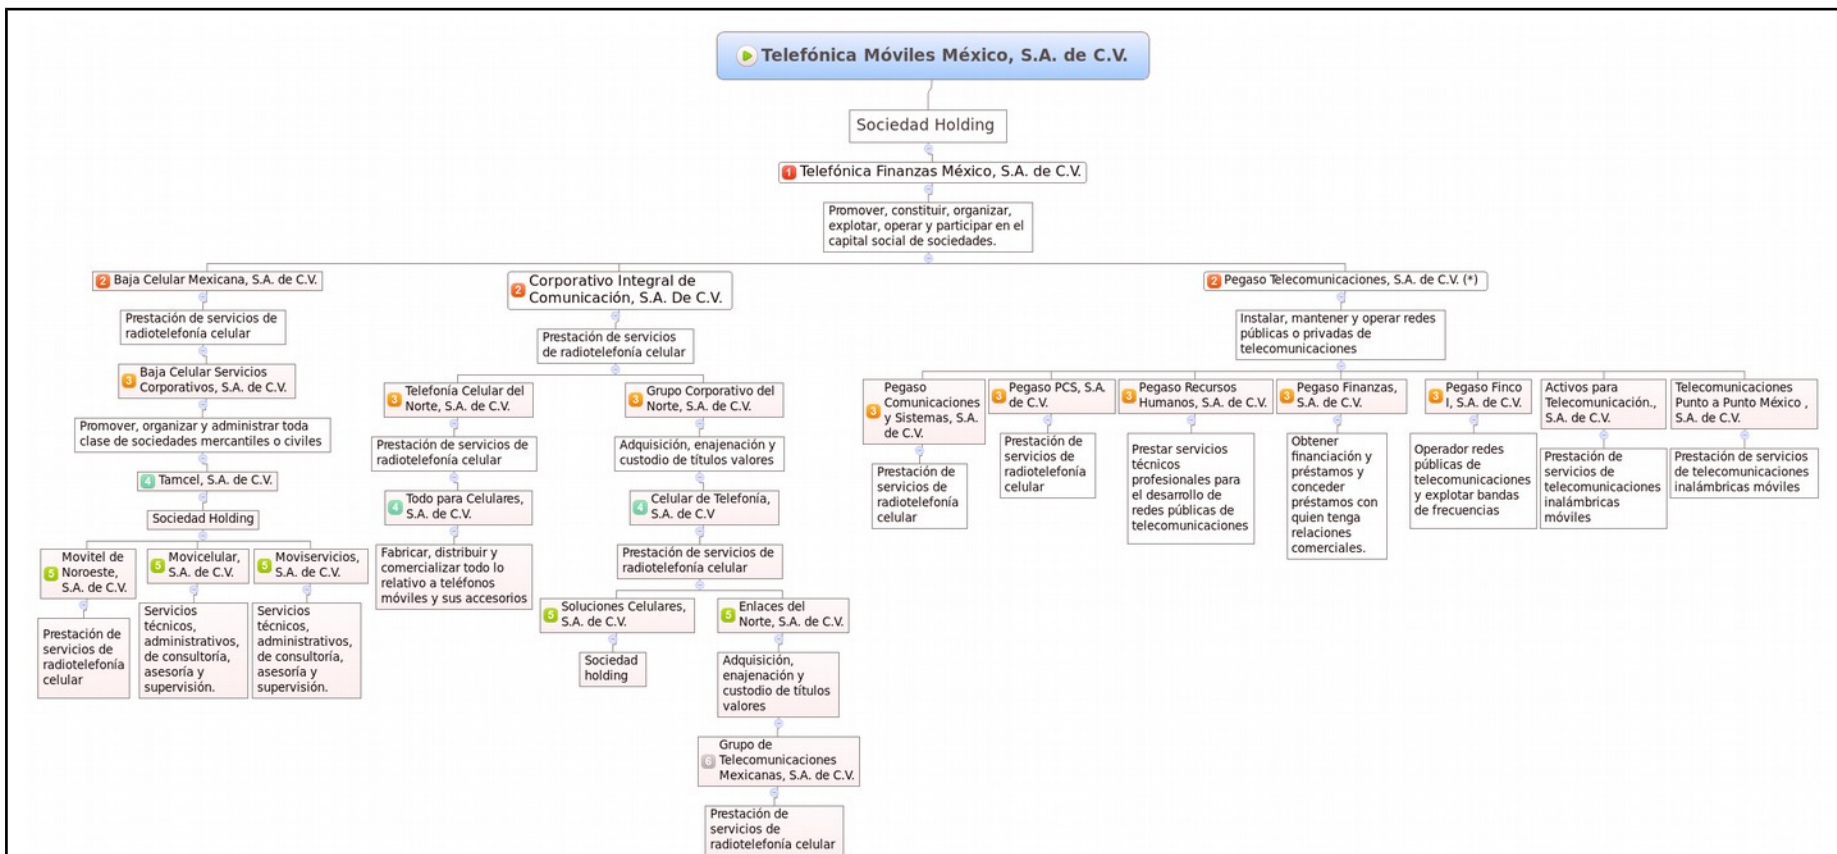 Telefónica Móviles México, S.A. de C.V.
Sociedad Holding
1 Telefónica Finanzas México, S.A. de C.V.
Promover, constituir, organizar,
explotar, operar y participar en el
capital social de sociedades.
2 Baja Celular Mexicana, S.A. de C.V.
Prestación de servicios de
radiotelefonía celular
3 Baja Celular Servicios
Corporativos, S.A. de C.V.
Promover, organizar y administrar toda
clase de sociedades mercantiles o civiles
4 Tamcel, S.A. de C.V.
Sociedad Holding
5 Movitel de
Noroeste,
S.A. de C.V.
Prestación de
servicios de
radiotelefonía
celular
5 Movicelular,
S.A. de C.V.
Servicios
técnicos,
administrativos,
de consultoría,
asesoría y
supervisión.
5 Moviservicios,
S.A. de C.V.
Servicios
técnicos,
administrativos,
de consultoría,
asesoría y
supervisión.
2 Corporativo Integral de
Comunicación, S.A. De C.V.
Prestación de servicios
de radiotelefonía celular
3 Telefonía Celular del
Norte, S.A. de C.V.
Prestación de servicios de
radiotelefonía celular
4 Todo para Celulares,
S.A. de C.V.
Fabricar, distribuir y
comercializar todo lo
relativo a teléfonos
móviles y sus accesorios
3 Grupo Corporativo del
Norte, S.A. de C.V.
Adquisición, enajenación y
custodio de títulos valores
4 Celular de Telefonía,
S.A. de C.V
Prestación de servicios de
radiotelefonía celular
5 Soluciones Celulares,
S.A. de C.V.
Sociedad
holding
5 Enlaces del
Norte, S.A. de C.V.
Adquisición,
enajenación y
custodio de títulos
valores
6 Grupo de
Telecomunicaciones
Mexicanas, S.A. de C.V.
Prestación de
servicios de
radiotelefonía celular
2 Pegaso Telecomunicaciones, S.A. de C.V. (*)
Instalar, mantener y operar redes
públicas o privadas de
telecomunicaciones
3 Pegaso
Comunicaciones
y Sistemas, S.A.
de C.V.
Prestación de
servicios de
radiotelefonía
celular
3 Pegaso PCS, S.A.
de C.V.
Prestación de
servicios de
radiotelefonía
celular
3 Pegaso Recursos
Humanos, S.A. de C.V.
Prestar servicios
técnicos
profesionales para
el desarrollo de
redes públicas de
telecomunicaciones
3 Pegaso Finanzas,
S.A. de C.V.
Obtener
financiación y
préstamos y
conceder
préstamos con
quien tenga
relaciones
comerciales.
3 Pegaso Finco
I, S.A. de C.V.
Operador redes
públicas de
telecomunicaciones
y explotar bandas
de frecuencias
Activos para
Telecomunicación.,
S.A. de C.V.
Prestación de
servicios de
telecomunicaciones
inalámbricas
móviles
Telecomunicaciones
Punto a Punto México ,
S.A. de C.V.
Prestación de servicios
de telecomunicaciones
inalámbricas móviles